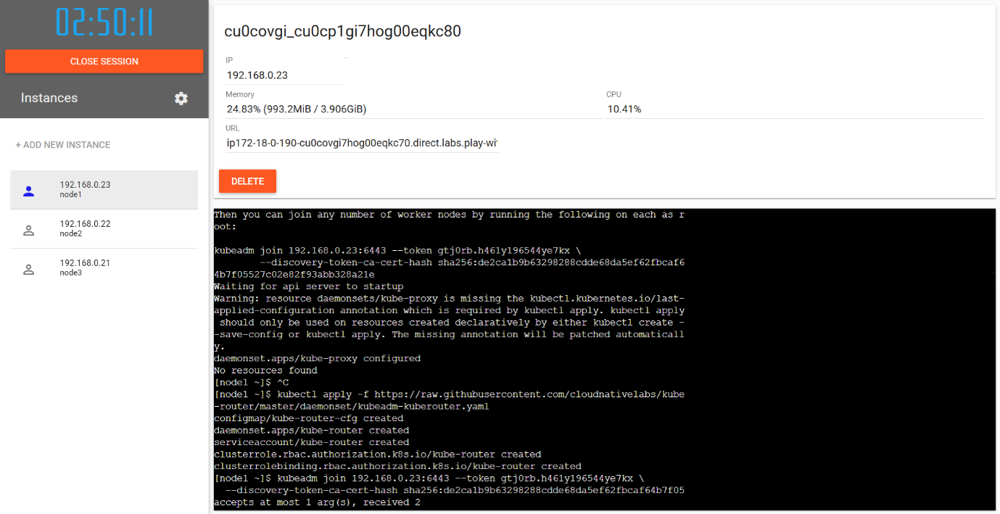 02:50:11
CLOSE SESSION
Instances
+ ADD NEW INSTANCE
192.168.0.23
node1
192.168.0.22
node2
192.168.0.21
node3
cu0covgi_cu0cp1gi7hog00eqkc80
IP
192.168.0.23
Memory
24.83% (993.2MiB / 3.906GiB)
CPU
10.41%
URL
ip172-18-0-190-cu0covgi7hog00eqkc70.direct.labs.play-wi
DELETE
Then you can join any number of worker nodes by running the following on each as r
oot:
kubeadm join 192.168.0.23:6443 --token gtj0rb.h461y196544ye7kx \
--discovery-token-ca-cert-hash sha256:de2ca1b9b63298288cdde68da5ef62fbcaf6
4b7f05527c02e82f93abb328a21e
Waiting for api server to startup
Warning: resource daemonsets/kube-proxy is missing the kubectl.kubernetes.io/last-
applied-configuration annotation which is required by kubectl apply. kubectl apply
should only be used on resources created declaratively by either kubectl create -
-save-config or kubectl apply. The missing annotation will be patched automaticall
y.
daemonset.apps/kube-proxy configured
No resources found
[node1 ~]$ ^C
[node1 ~]$ kubectl apply -f https://raw.githubusercontent.com/cloudnativelabs/kube
-router/master/daemonset/kubeadm-kuberouter.yaml
configmap/kube-router-cfg created
daemonset.apps/kube-router created
serviceaccount/kube-router created
clusterrole.rbac.authorization.k8s.io/kube-router created
clusterrolebinding.rbac.authorization.k8s.io/kube-router created
[node1 ~]$ kubeadm join 192.168.0.23:6443 --token gtj0rb.h461y196544ye7kx \
--discovery-token-ca-cert-hash sha256:de2ca1b9b63298288cdde68da5ef62fbcaf64b7f05
accepts at most 1 arg(s), received 2